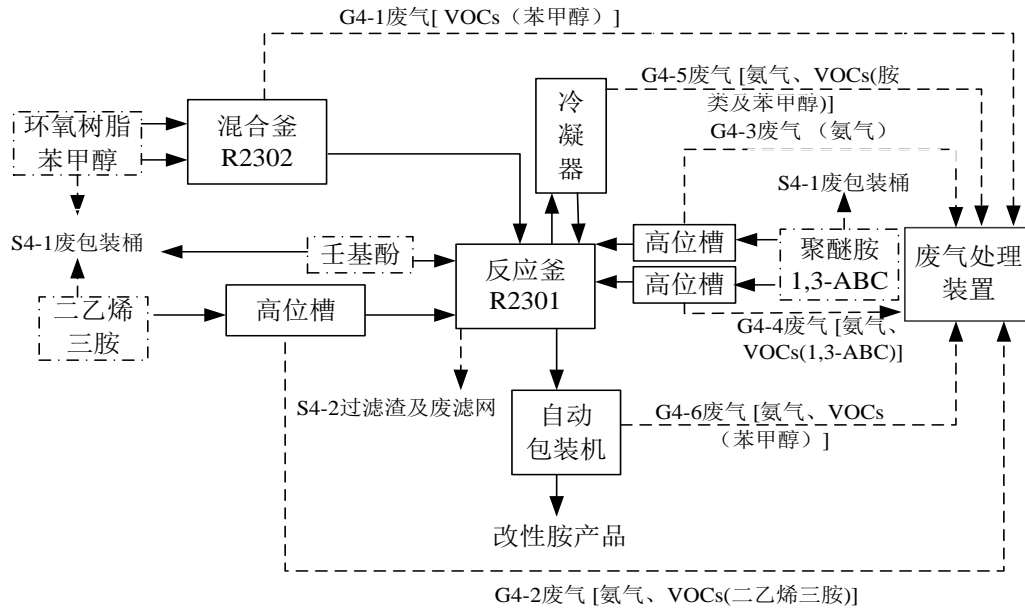 G4-1废气[ VOCs（苯甲醇）]
G4-5废气 [氨气、VOCs(胺
类及苯甲醇)]
G4-3废气 （氨气）
环氧树脂
苯甲醇
混合釜
R2302
冷
凝
器
S4-1废包装桶
S4-1废包装桶
壬基酚
反应釜
R2301
高位槽
高位槽
聚醚胺
1,3-ABC
废气处理
装置
二乙烯
三胺
高位槽
G4-4废气 [氨气、
VOCs(1,3-ABC)]
S4-2过滤渣及废滤网
自动
包装机
G4-6废气 [氨气、VOCs
（苯甲醇）]
改性胺产品
G4-2废气 [氨气、VOCs(二乙烯三胺)]